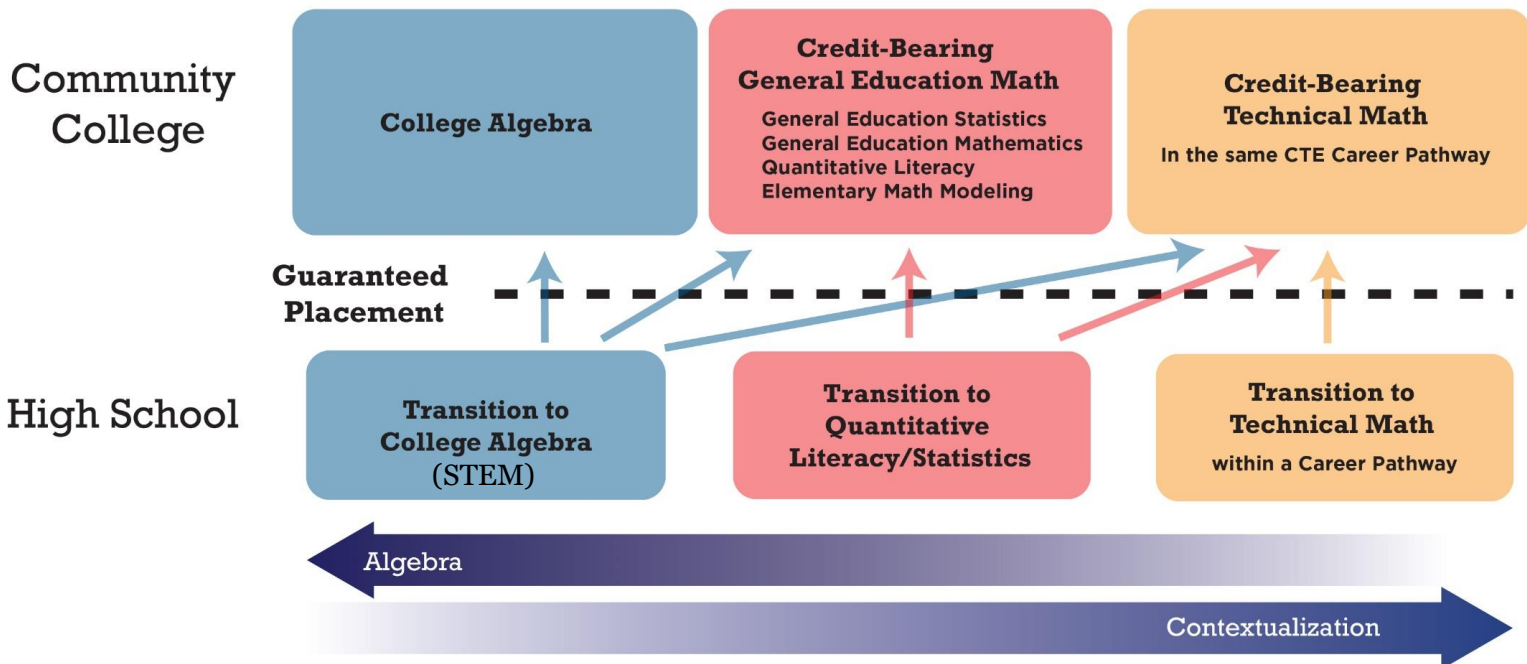 Community
College
College Algebra
Credit-Bearing
General Education Math
General Education Statistics
General Education Mathematics
Quantitative Literacy
Elementary Math Modeling
Credit-Bearing
Technical Math
In the same CTE Career Pathway
Guaranteed
Placement
High School
Transition to
College Algebra
(STEM)
Transition to
Quantitative
Literacy/Statistics
Transition to
Technical Math
within a Career Pathway
Algebra
Contextualization